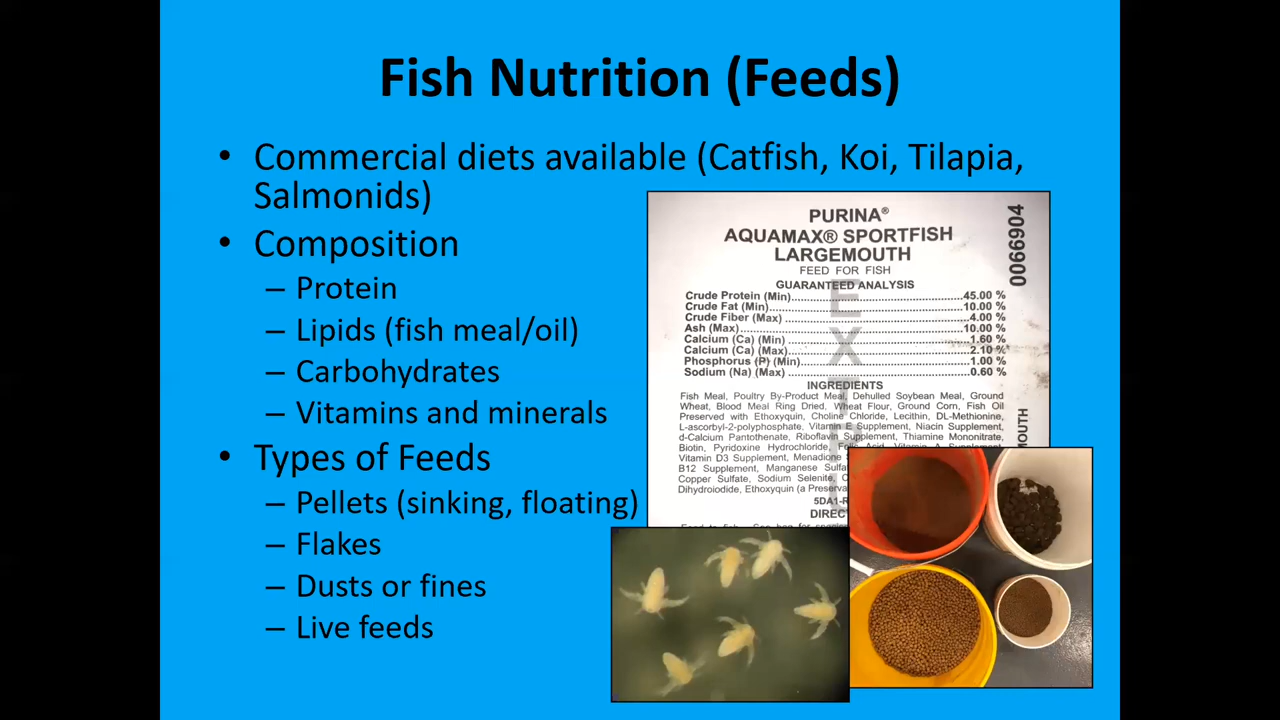 Fish Nutrition (Feeds)
• Commercial diets available (Catfish, Koi, Tilapia,
Salmonids)
• Composition
– Protein
– Lipids (fish meal/oil)
– Carbohydrates
– Vitamins and minerals
• Types of Feeds
– Pellets (sinking, floating)
– Flakes
– Dusts or fines
– Live feeds
PURINA®
AQUAMAX® SPORTFISH
LARGEMOUTH
FEED FOR FISH
GUARANTEED ANALYSIS
Crude Protein (Min)..........45.00 %
Crude Fat (Min)..........10.00 %
Crude Fiber (Max)..........4.00 %
Ash (Max)..........10.00 %
Calcium (Ca) (Min)..........1.60 %
Calcium (Ca) (Max)..........2.10 %
Phosphorus (P) (Min)..........1.00 %
Sodium (Na) (Max)..........0.60 %
INGREDIENTS
Fish Meal, Poultry By-Product Meal, Dehulled Soybean Meal, Ground
Wheat, Blood Meal Ring Dried, Wheat Flour, Ground Corn, Fish Oil
Preserved with Ethoxyquin, Choline Chloride, Lecithin, DL-Methionine,
L-ascorbyl-2-polyphosphate, Vitamin E Supplement, Niacin Supplement,
d-Calcium Pantothenate, Riboflavin Supplement, Thiamine Mononitrate,
Biotin, Pyridoxine Hydrochloride, Folic Acid, Vitamin A Supplement,
Vitamin D3 Supplement, Menadione
B12 Supplement, Manganese
Copper Sulfate, Sodium Selenite,
Dihydroiodide, Ethoxyquin (a
5DA1-R
0066904
MOUTH
E
X
T
R